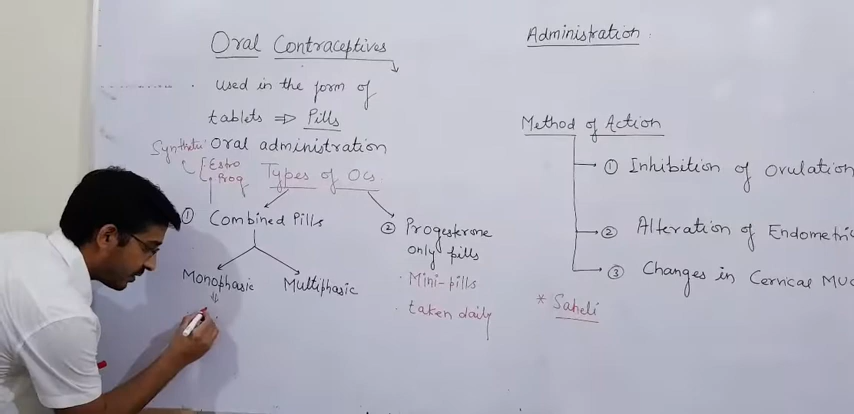 Oral Contraceptives
used in the form of
tablets ⇒ Pills
Oral administration
Synthetic
Estro
Prog
Types of OCs
① Combined Pills
Monophasic
Multiphasic
② Progesterone
only pills
· Mini-pills
· taken daily
Administration
Method of Action
① Inhibition of Ovulation
② Alteration of Endometri
③ Changes in Cervical Muc
* Saheli